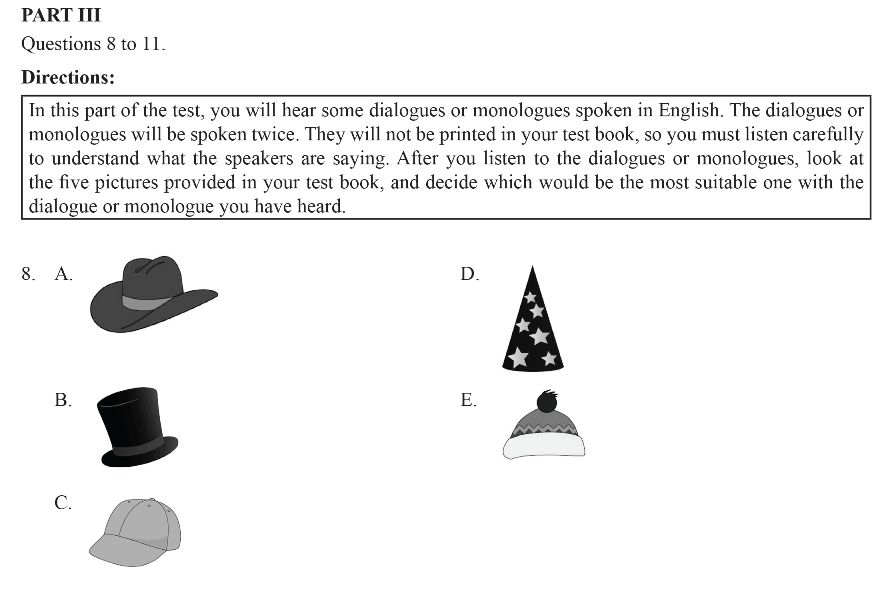 PART III
Questions 8 to 11.
Directions:
In this part of the test, you will hear some dialogues or monologues spoken in English. The dialogues or
monologues will be spoken twice. They will not be printed in your test book, so you must listen carefully
to understand what the speakers are saying. After you listen to the dialogues or monologues, look at
the five pictures provided in your test book, and decide which would be the most suitable one with the
dialogue or monologue you have heard.
8. A.
D.
B.
E.
C.